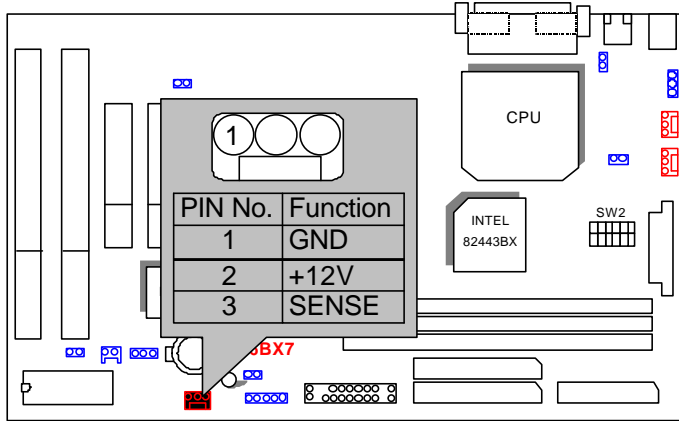 CPU
1
PIN No. Function
1 GND
2 +12V
3 SENSE
INTEL
82443BX
SW2
BX7